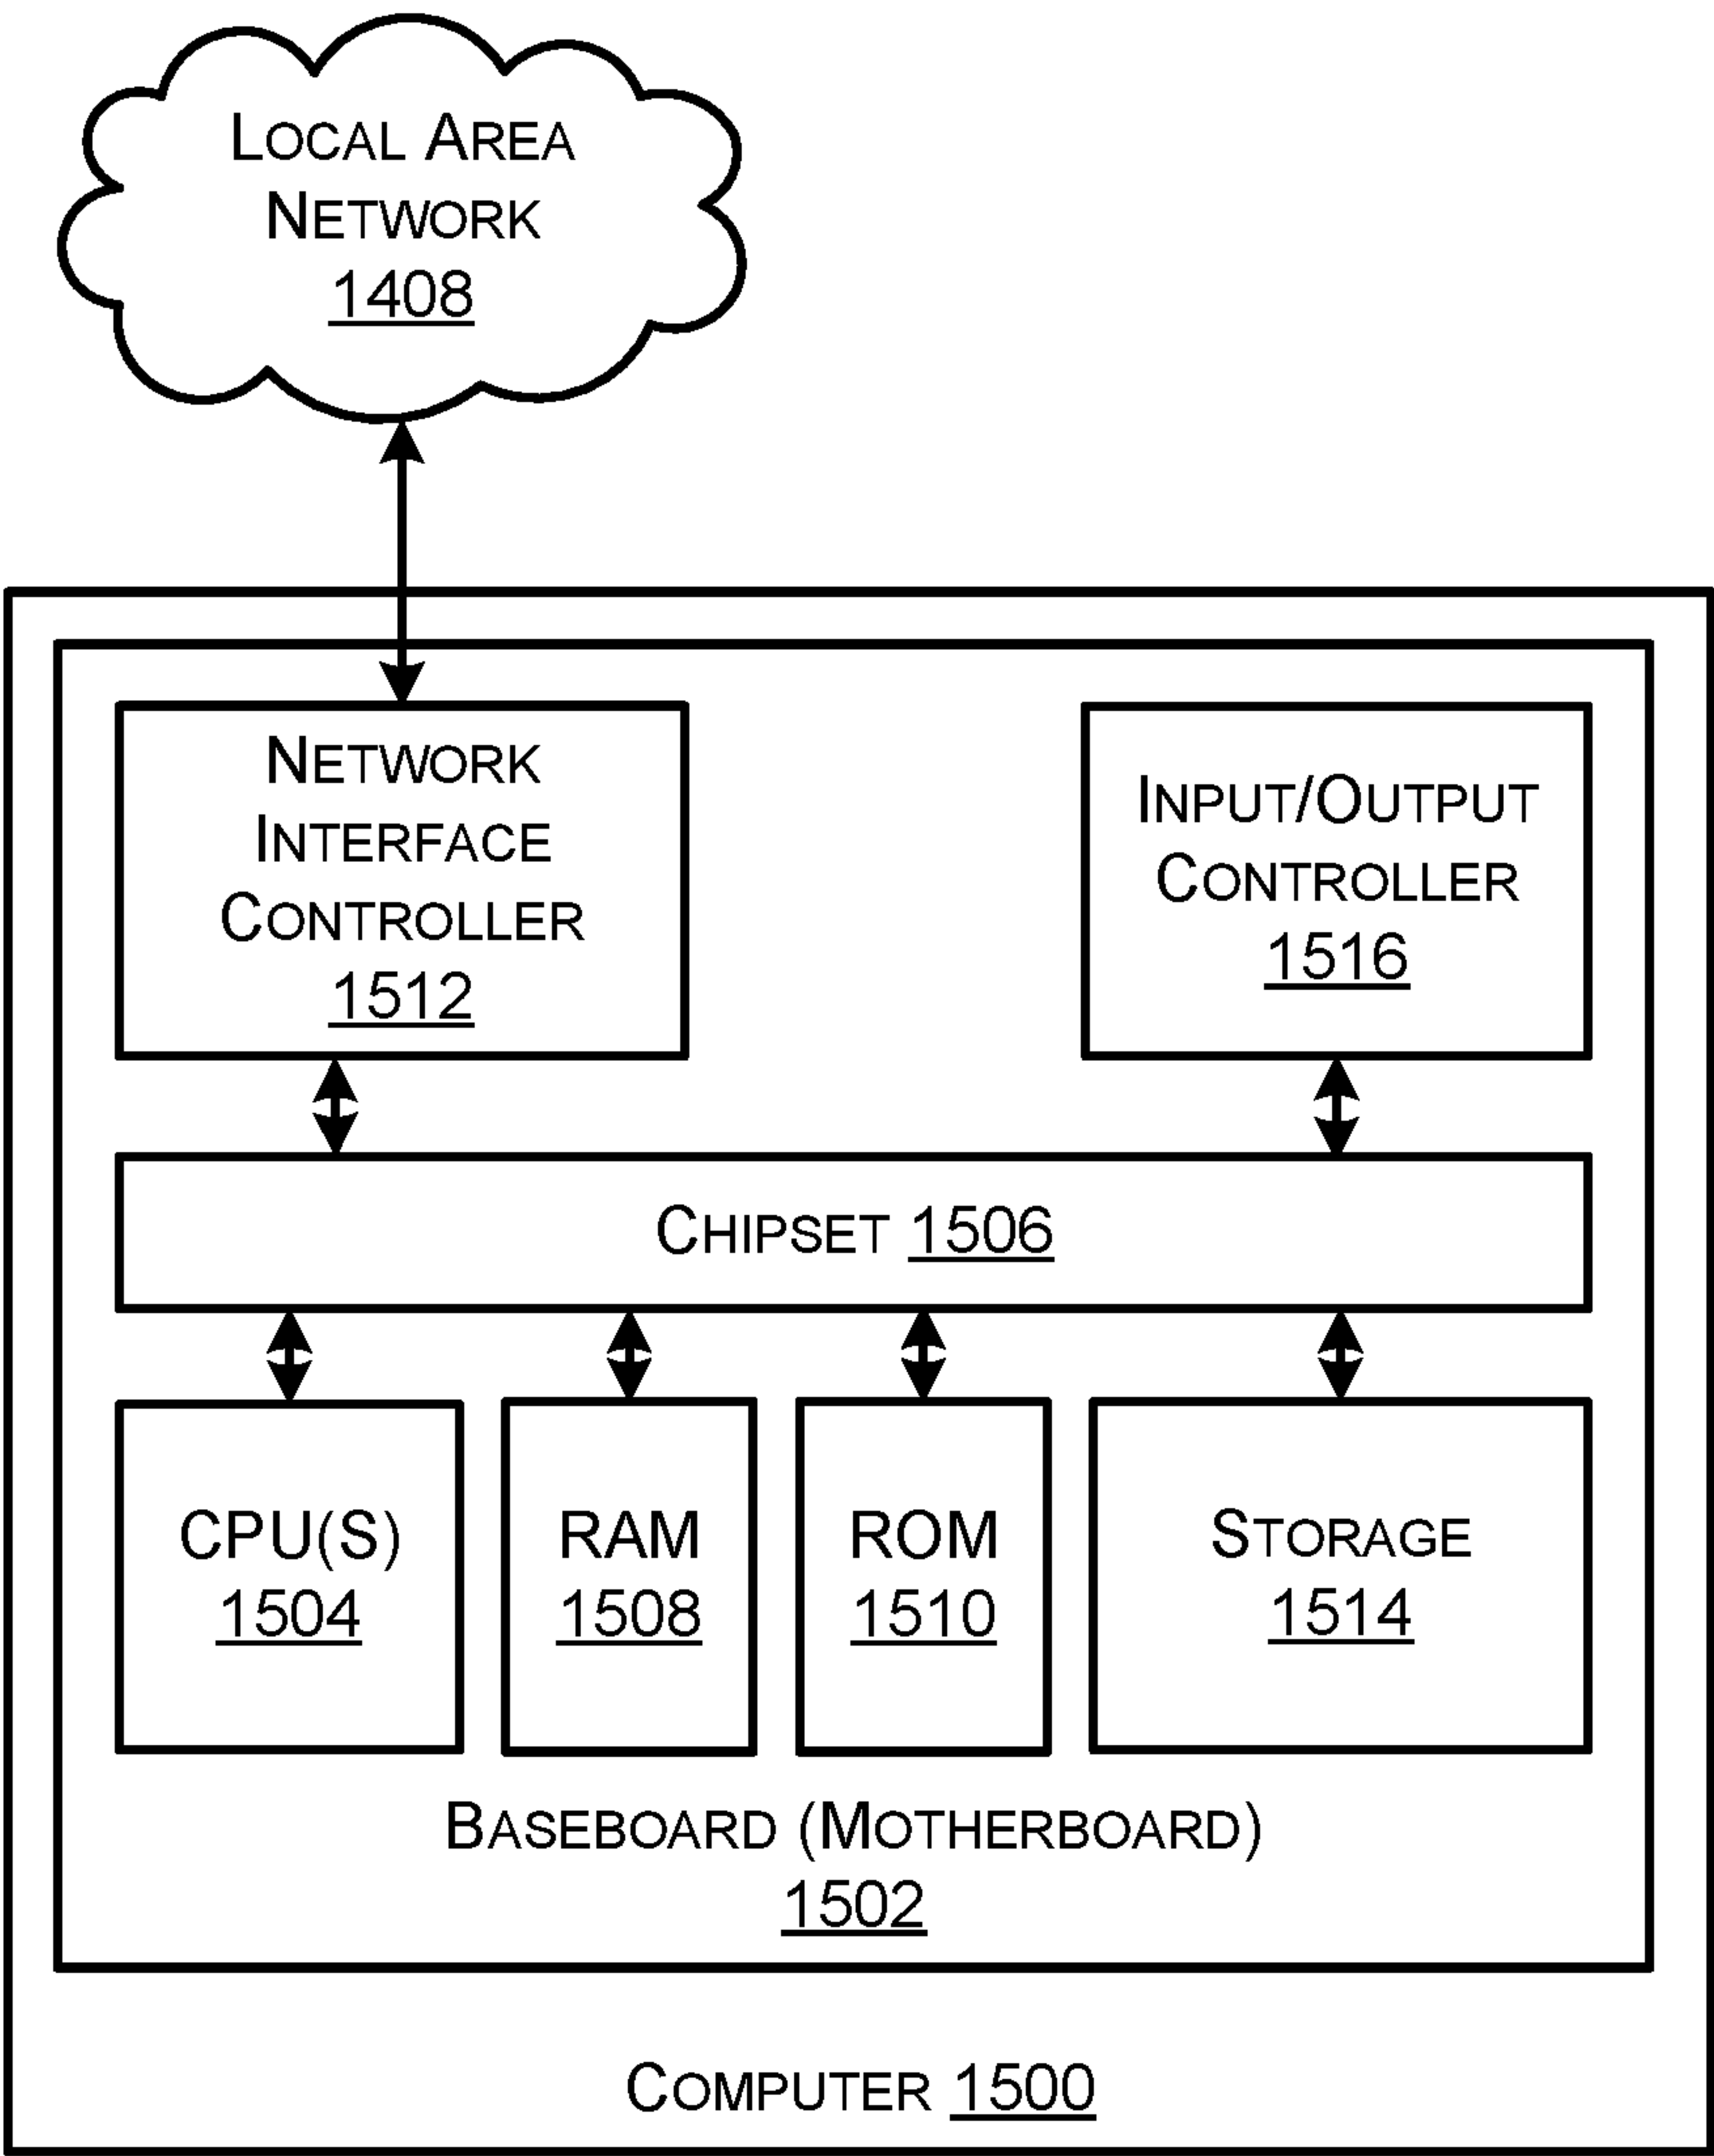 LOCAL AREA
NETWORK
1408
NETWORK
INTERFACE
CONTROLLER
1512
INPUT/OUTPUT
CONTROLLER
1516
CHIPSET 1506
CPU(S)
1504
RAM
1508
ROM
1510
STORAGE
1514
BASEBOARD (MOTHERBOARD)
1502
COMPUTER 1500